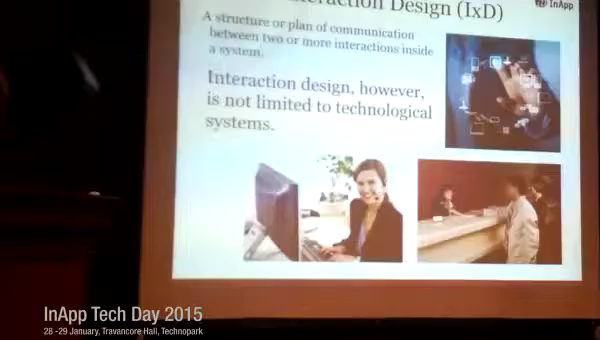 raction Design (IxD)
InApp
A structure or plan of communication
between two or more interactions inside
a system.
Interaction design, however,
is not limited to technological
systems.
InApp Tech Day 2015
28 -29 January, Travancore Hall, Technopark